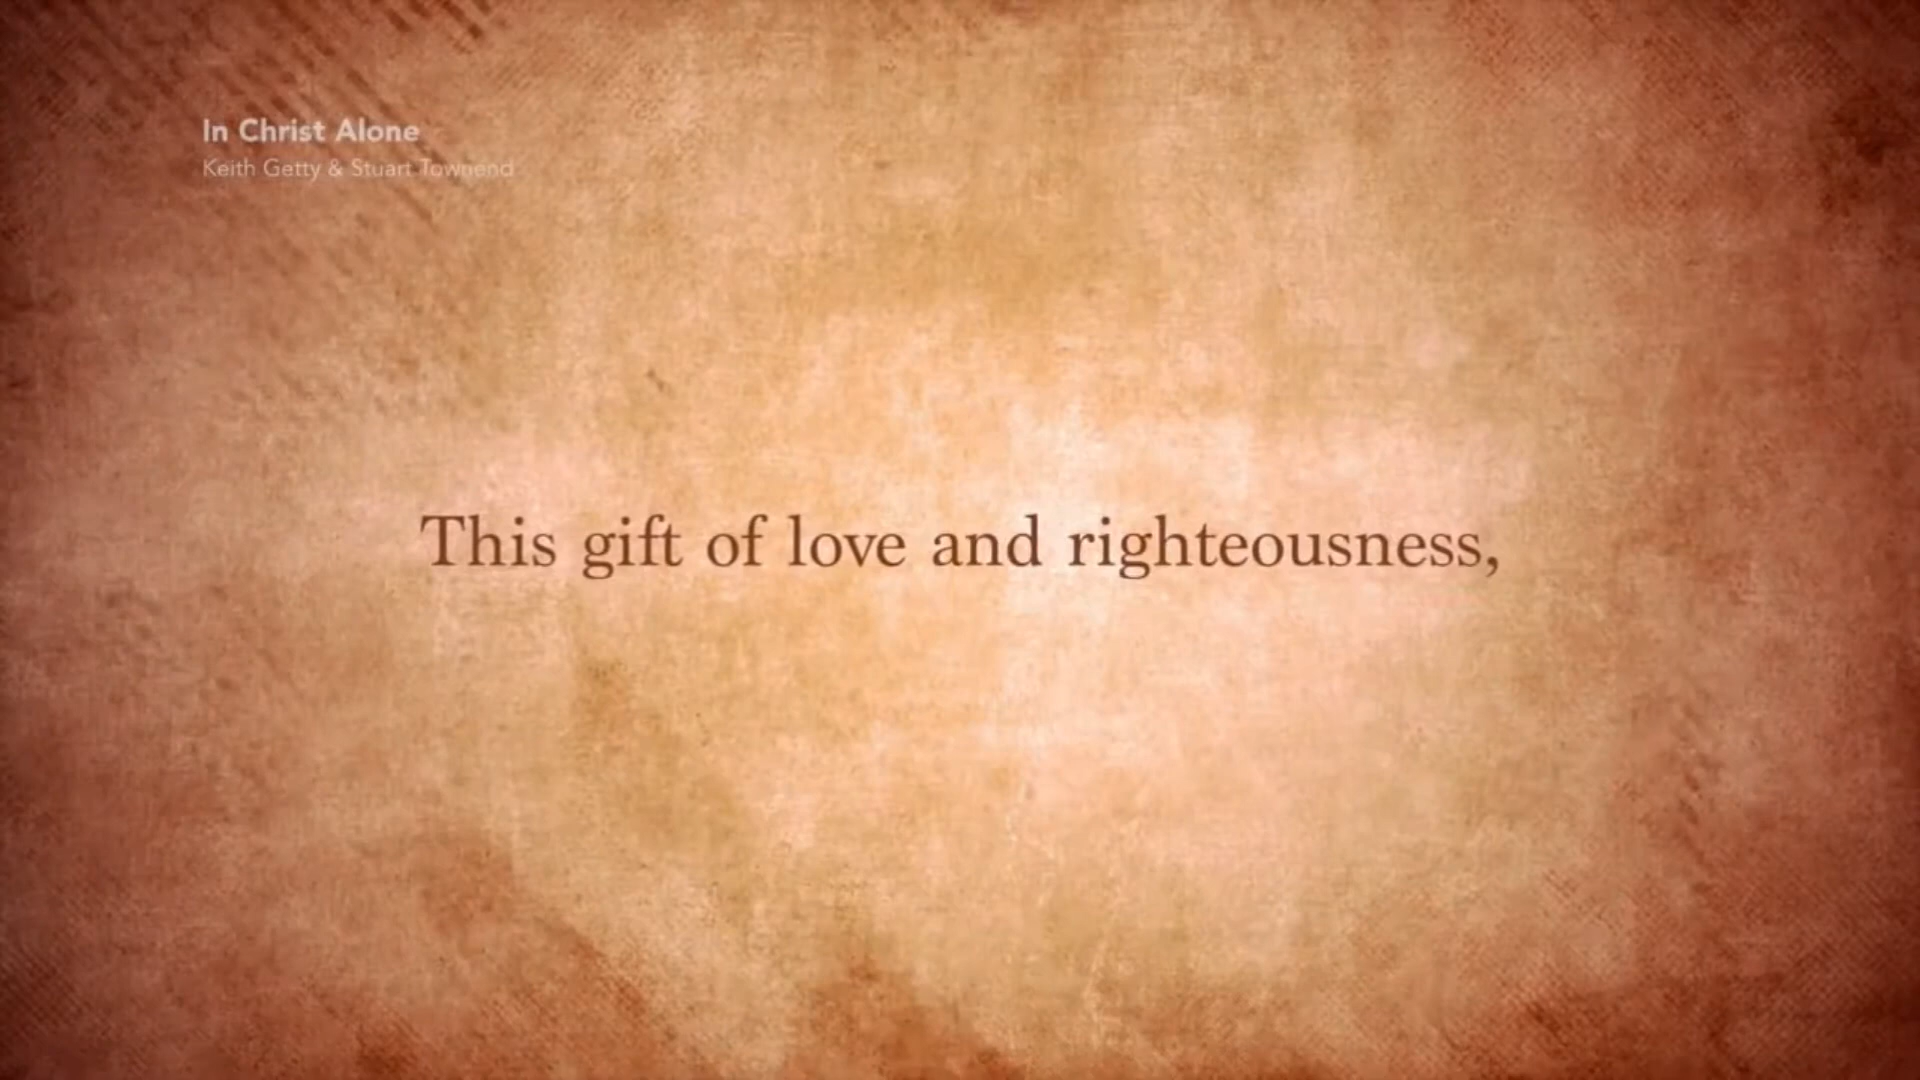 In Christ Alone
Keith Getty & Stuart Townend
This gift of love and righteousness,